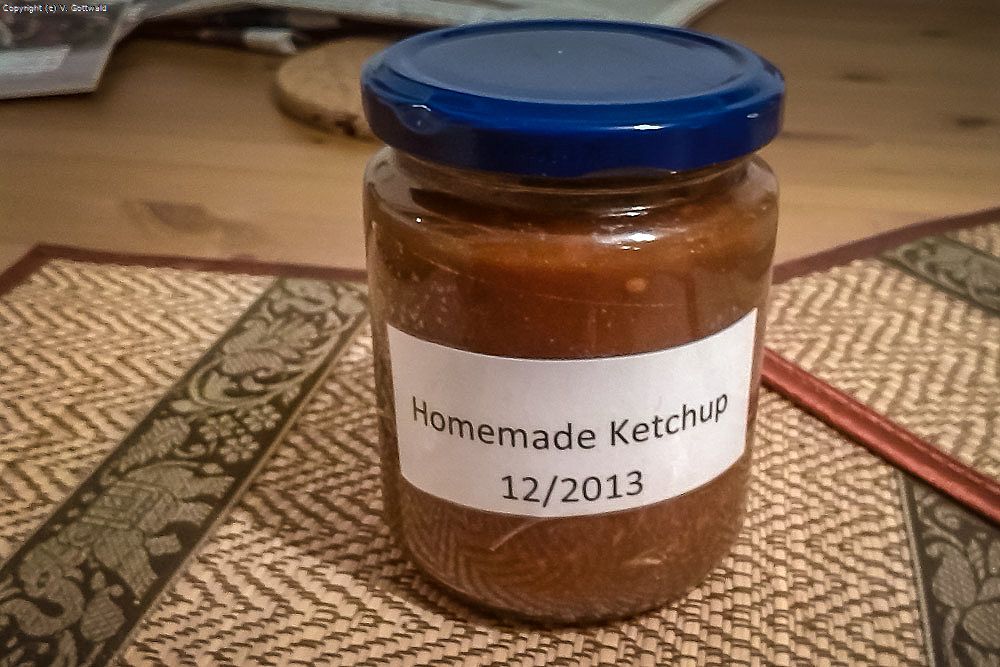 Copyright (c) V. Gottwald
Homemade Ketchup
12/2013